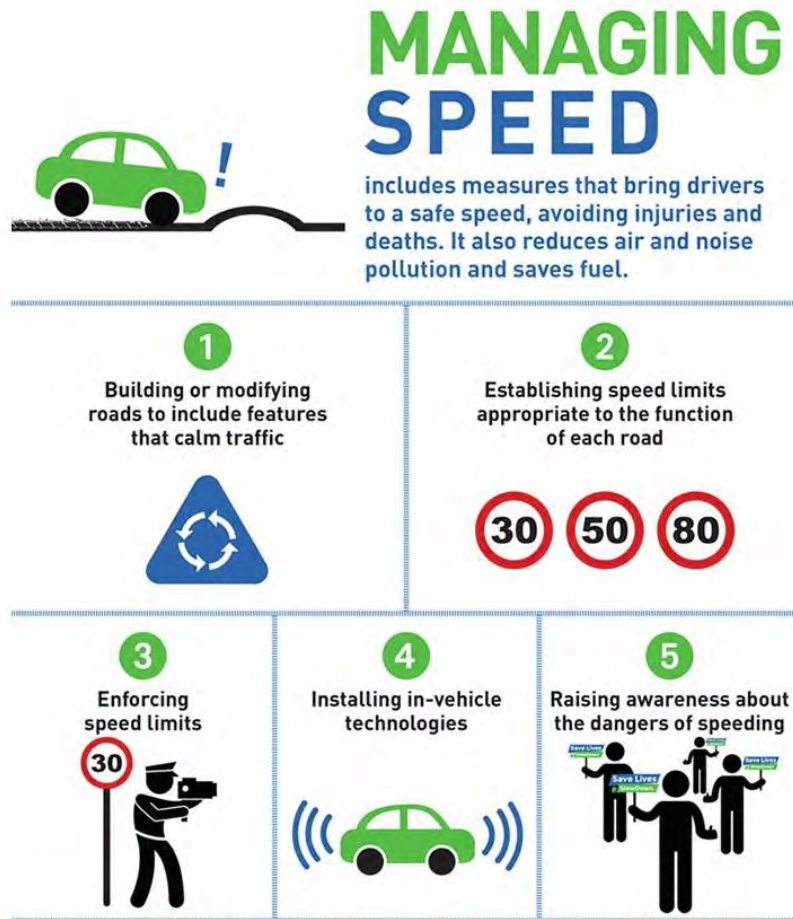 MANAGING
SPEED
includes measures that bring drivers
to a safe speed, avoiding injuries and
deaths. It also reduces air and noise
pollution and saves fuel.
!
1
Building or modifying
roads to include features
that calm traffic
2
Establishing speed limits
appropriate to the function
of each road
30 50 80
3
Enforcing
speed limits
30
4
Installing in-vehicle
technologies
5
Raising awareness about
the dangers of speeding
Save Lives
Save Lives
#SlowDown